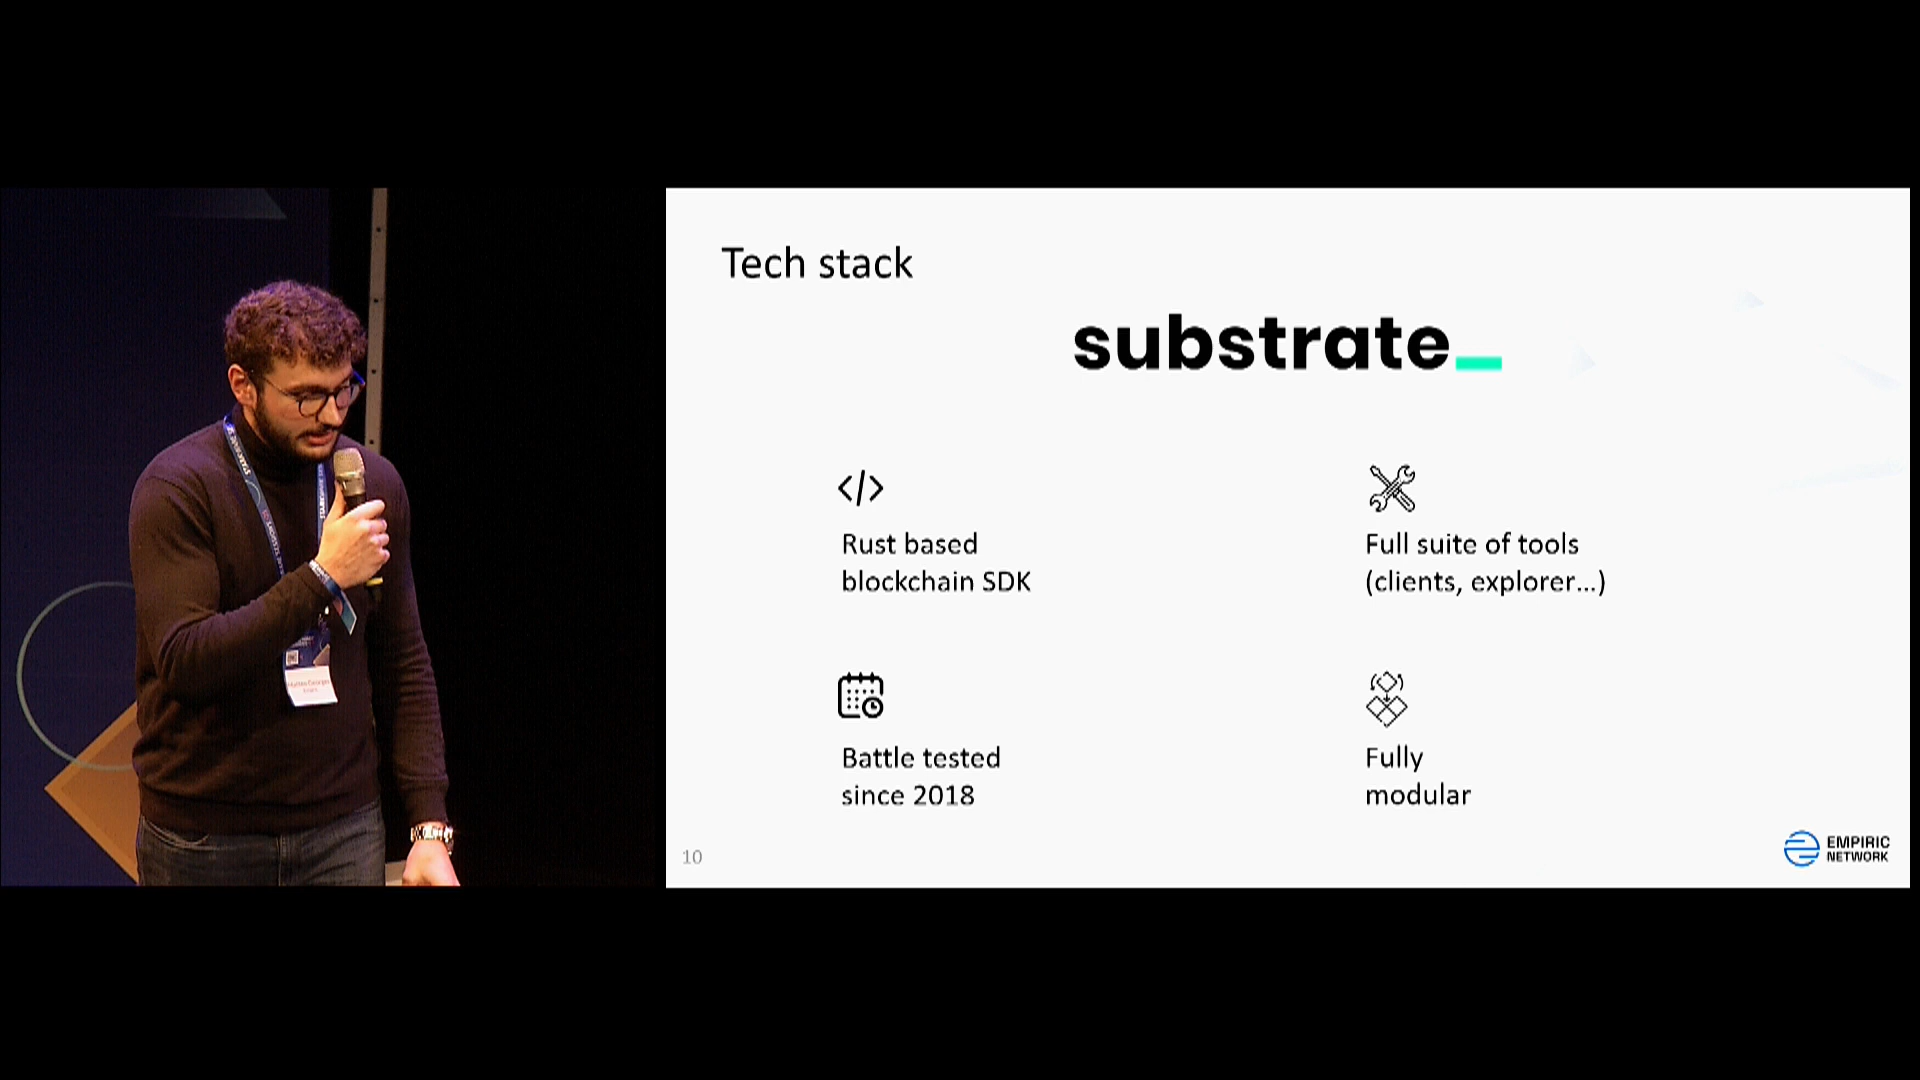 Tech stack
substrate_
</>
Rust based
blockchain SDK
Full suite of tools
(clients, explorer...)
Battle tested
since 2018
Fully
modular
10
EMPIRIC
NETWORK